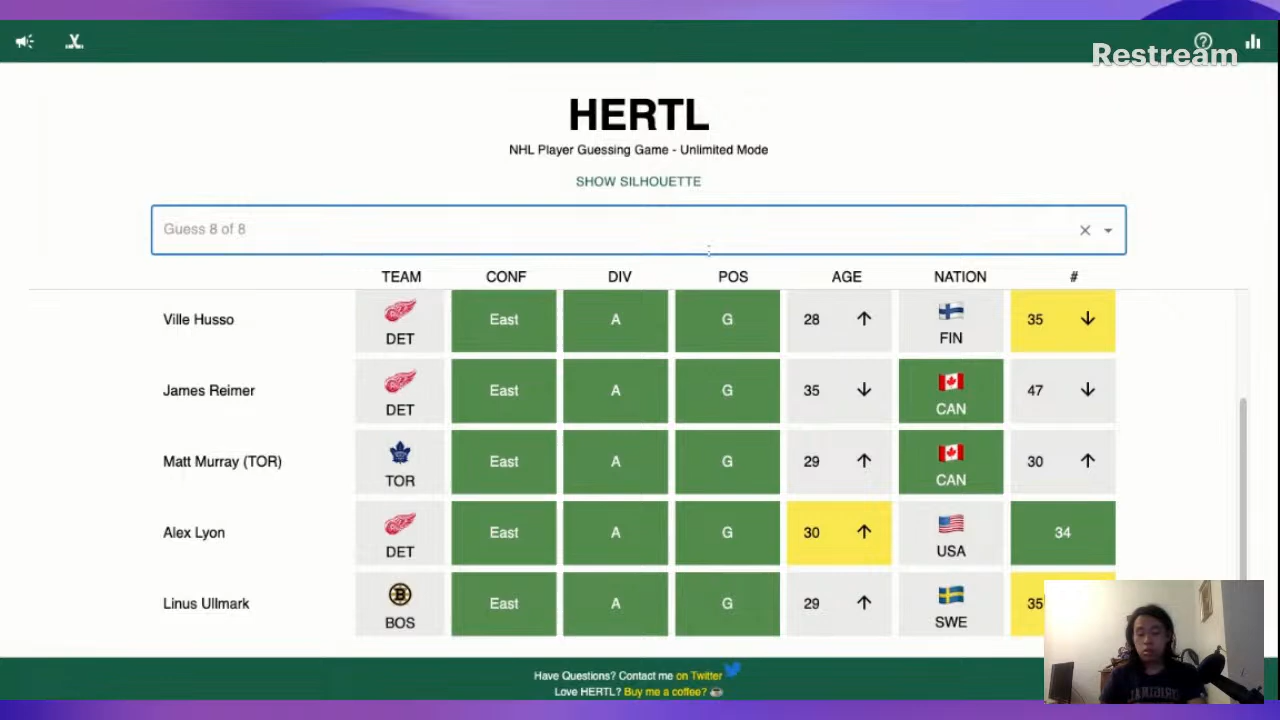 Restream
HERTL
NHL Player Guessing Game - Unlimited Mode
SHOW SILHOUETTE
Guess 8 of 8
TEAM CONF DIV POS AGE NATION #
Ville Husso DET East A G 28 ↑ FIN 35 ↓
James Reimer DET East A G 35 ↓ CAN 47 ↓
Matt Murray (TOR) TOR East A G 29 ↑ CAN 30 ↑
Alex Lyon DET East A G 30 ↑ USA 34
Linus Ullmark BOS East A G 29 ↑ SWE 35
Have Questions? Contact me on Twitter
Love HERTL? Buy me a coffee?